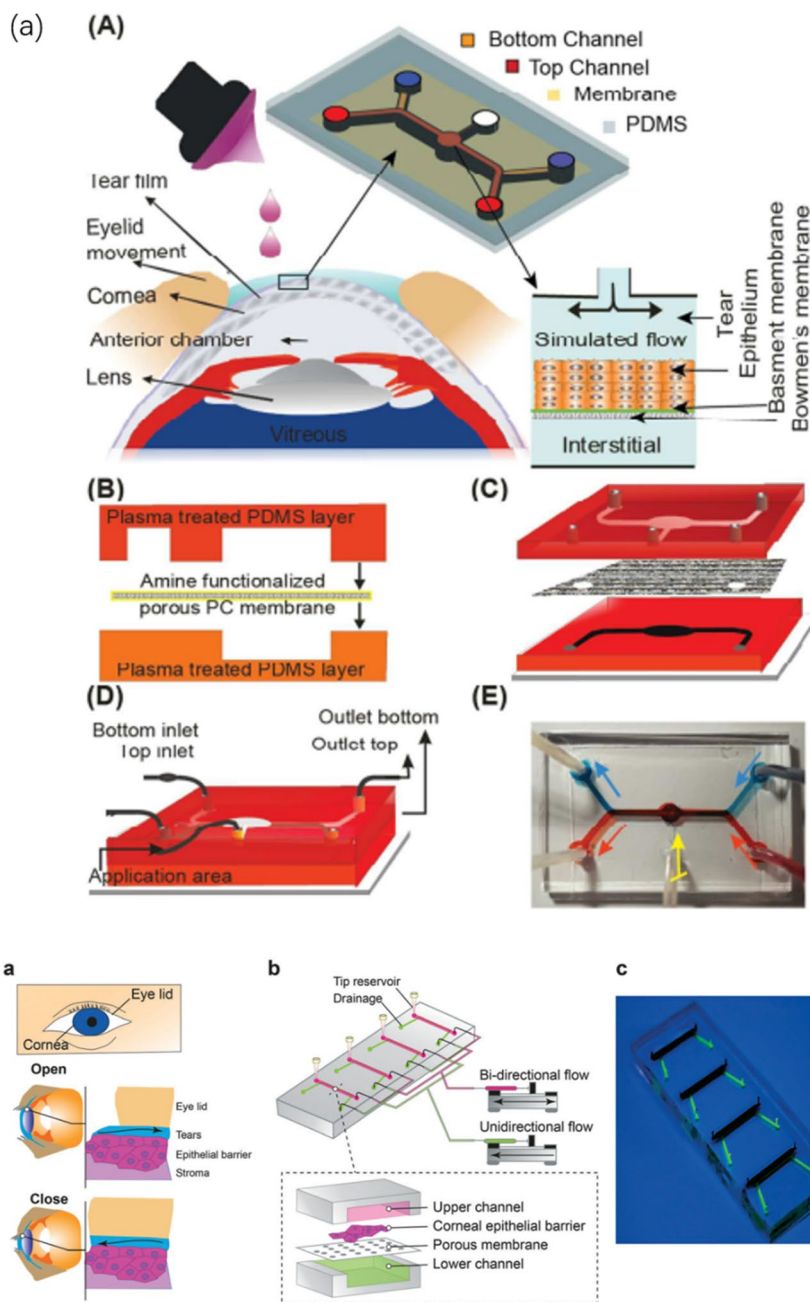 (a)
(A)
Bottom Channel
Top Channel
Membrane
PDMS
Tear film
Eyelid
movement
Cornea
Anterior chamber
Lens
Vitreous
Simulated flow
Interstitial
Tear
Epithelium
Basment membrane
Bowmen's membrane
(B)
Plasma treated PDMS layer
Amine functionalized
porous PC membrane
Plasma treated PDMS layer
(C)
(D)
Bottom inlet
Top inlet
Outlet bottom
Outlet top
Application area
(E)
a
Eye lid
Cornea
Open
Eye lid
Tears
Epithelial barrier
Stroma
Close
b
Tip reservoir
Drainage
Bi-directional flow
Unidirectional flow
Upper channel
Corneal epithelial barrier
Porous membrane
Lower channel
c